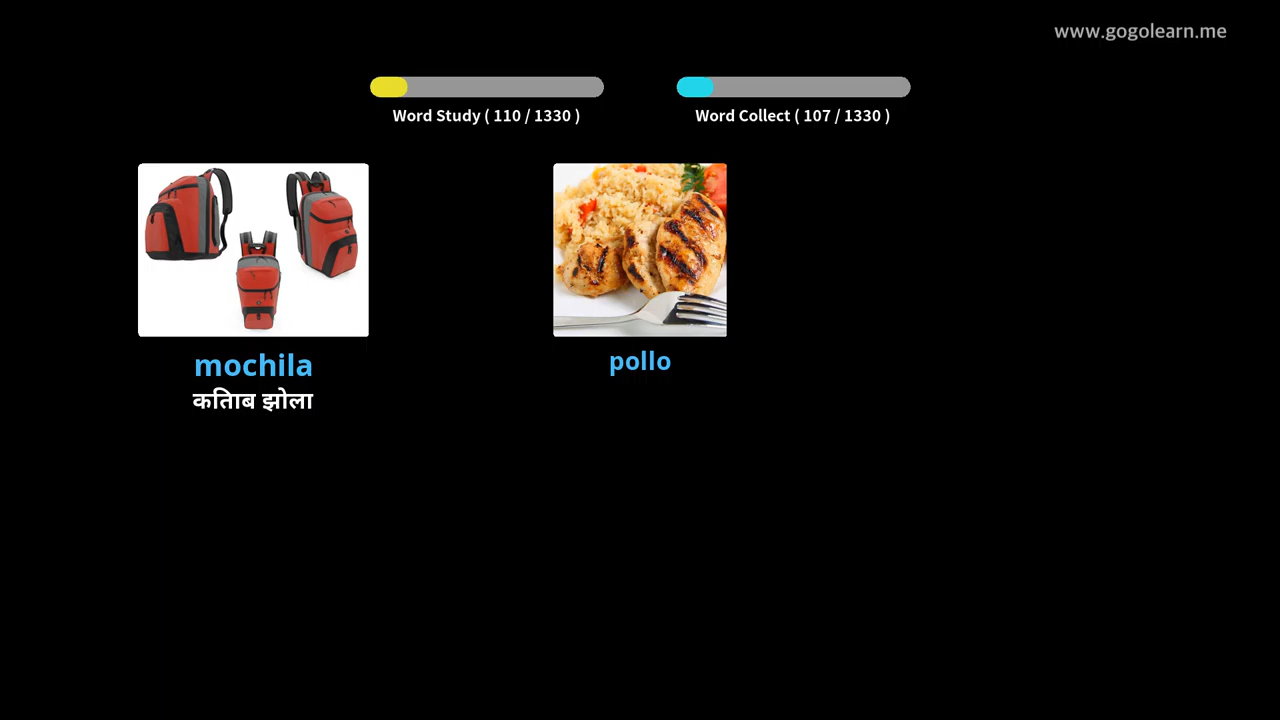 www.gogolearn.me
Word Study ( 110 / 1330 )
Word Collect ( 107 / 1330 )
mochila
किताब झोला
pollo